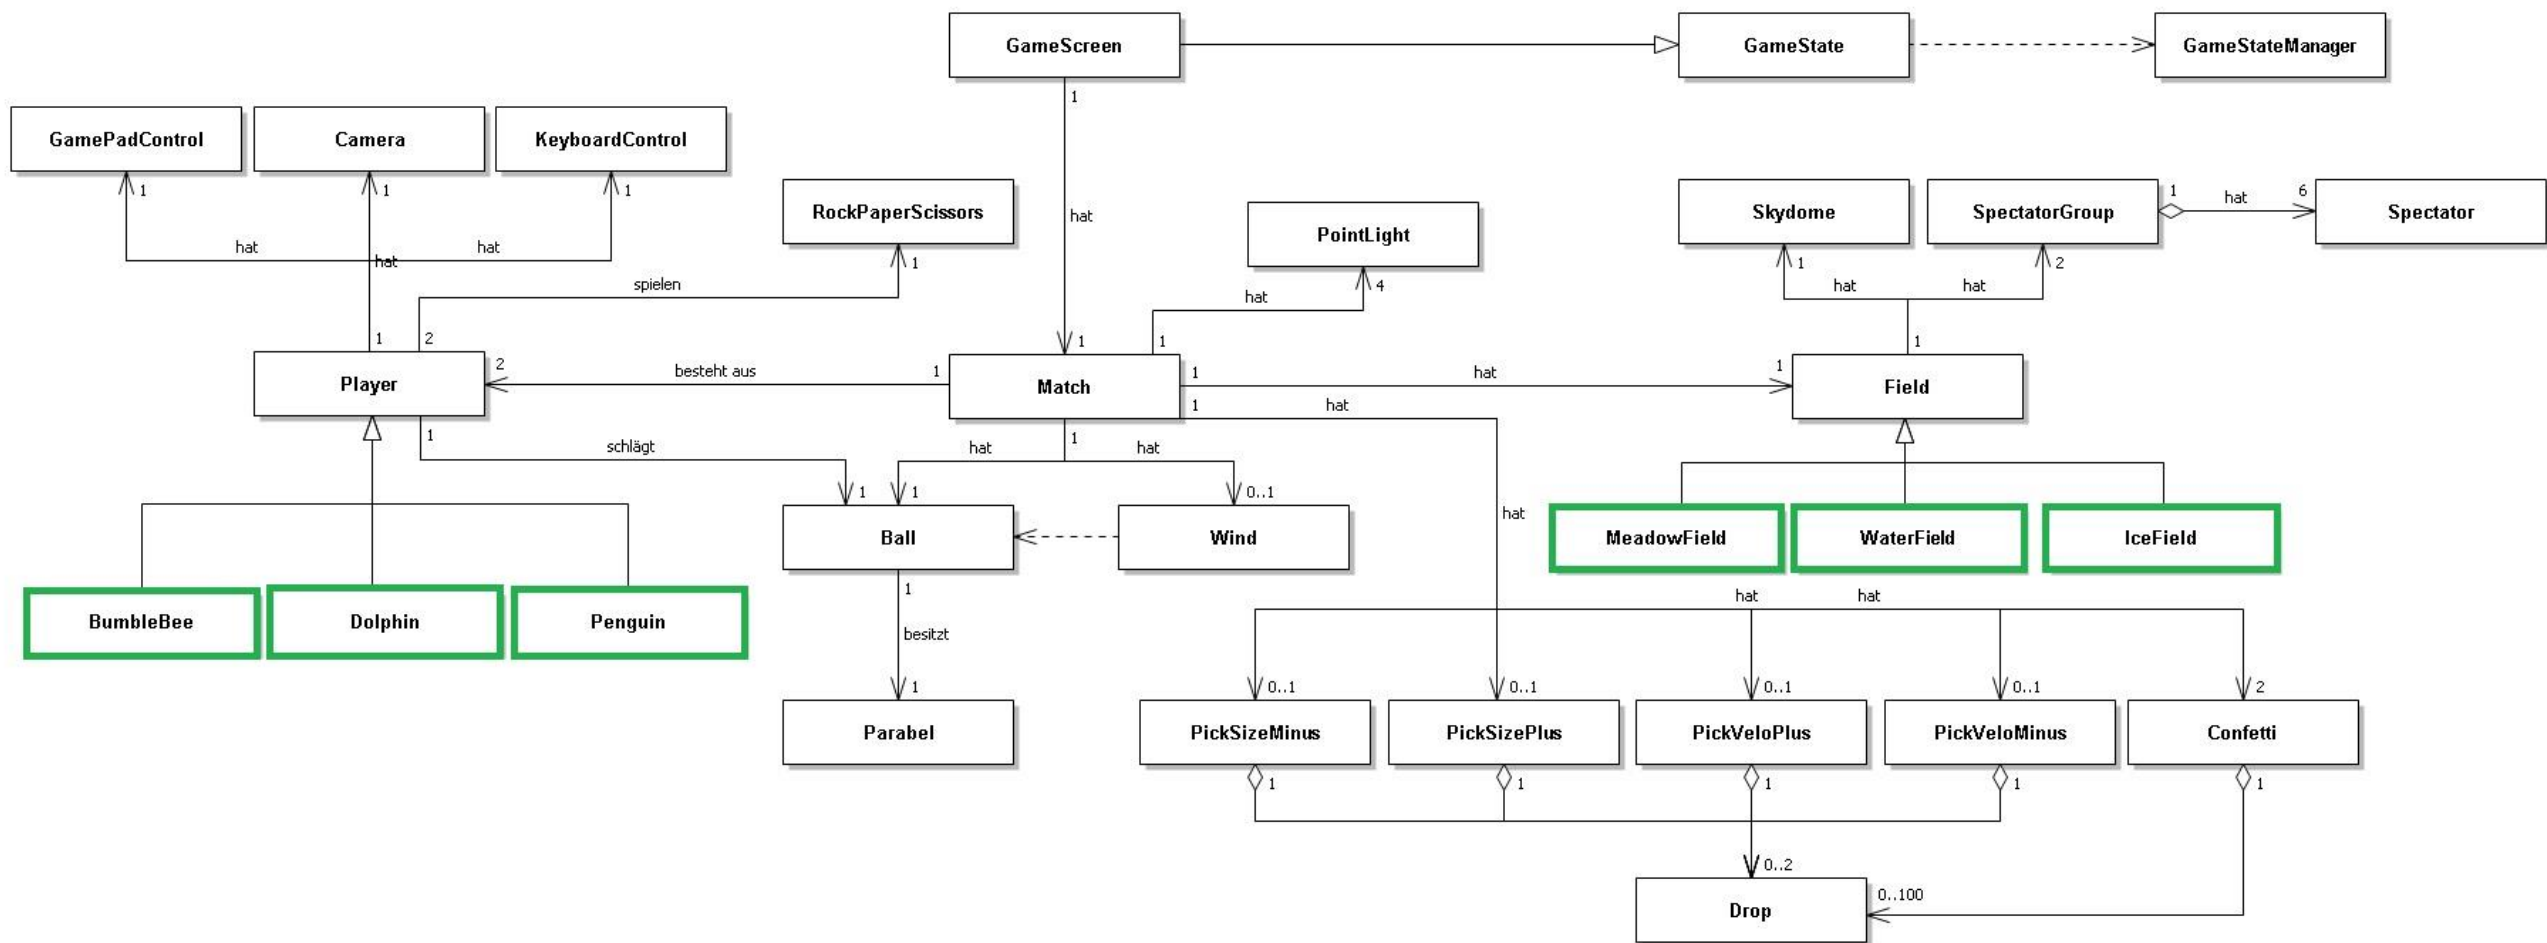 GameScreen
GameState
GameStateManager
1
GamePadControl
Camera
KeyboardControl
1
1
1
RockPaperScissors
hat
PointLight
Skydome
SpectatorGroup
1
hat
6
Spectator
hat
hat
hat
1
1
2
spielen
hat
4
hat
hat
1
2
1
1
1
Player
2
besteht aus
1
Match
1
hat
1
Field
1
schlägt
1
hat
1
hat
hat
1
1
0..1
hat
Ball
Wind
MeadowField
WaterField
IceField
BumbleBee
Dolphin
Penguin
1
besitzt
1
hat
hat
0..1
0..1
0..1
0..1
2
Parabel
PickSizeMinus
PickSizePlus
PickVeloPlus
PickVeloMinus
Confetti
1
1
1
1
1
0..2
0..100
Drop